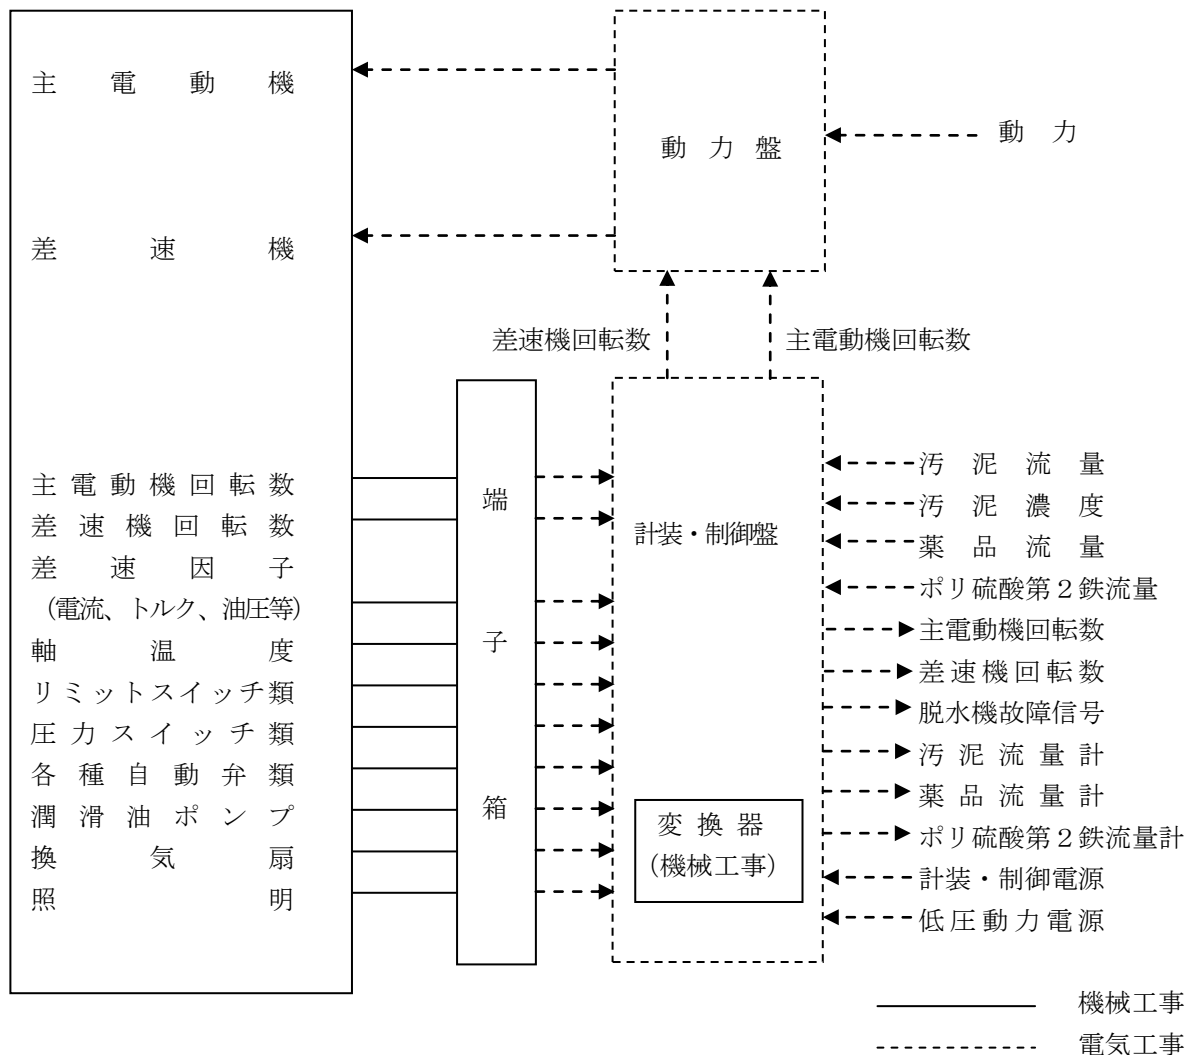 主電動機
動力盤
動力
差速機
差速機回転数
主電動機回転数
主電動機回転数
差速機回転数
差速因子
(電流、トルク、油圧等)
軸温度
リミットスイッチ類
圧力スイッチ類
各種自動弁類
潤滑油ポンプ
換気扇
照明
端子箱
計装・制御盤
変換器
(機械工事)
汚泥流量
汚泥濃度
薬品流量
ポリ硫酸第2鉄流量
主電動機回転数
差速機回転数
脱水機故障信号
汚泥流量計
薬品流量計
ポリ硫酸第2鉄流量計
計装・制御電源
低圧動力電源
機械工事
電気工事